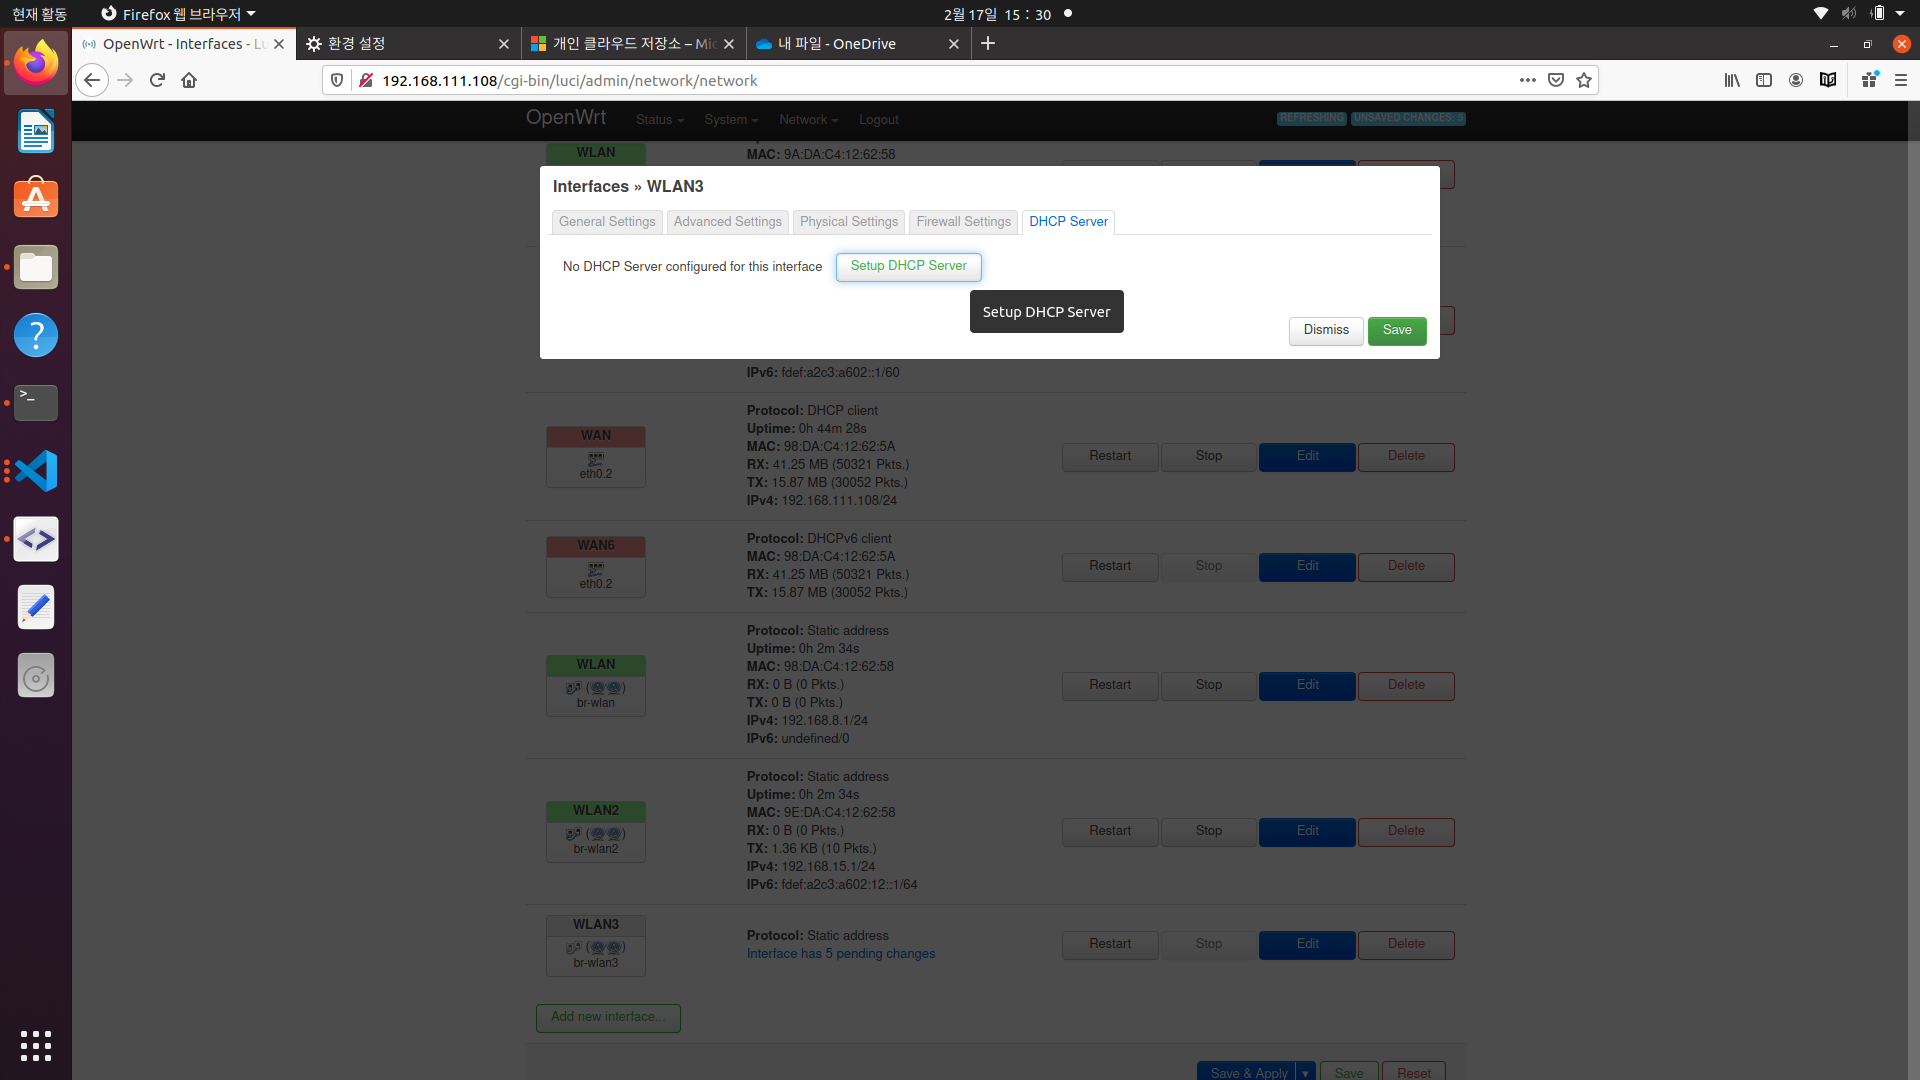 현재 활동
Firefox 웹 브라우저
2월 17일 15 : 30
OpenWrt - Interfaces - Lu
환경 설정
개인 클라우드 저장소 – Mic
내 파일 - OneDrive
192.168.111.108/cgi-bin/luci/admin/network/network
OpenWrt
Status
System
Network
Logout
REFRESHING
UNSAVED CHANGES: 5
WLAN
MAC: 9A:DA:C4:12:62:58
Interfaces » WLAN3
General Settings
Advanced Settings
Physical Settings
Firewall Settings
DHCP Server
No DHCP Server configured for this interface
Setup DHCP Server
Setup DHCP Server
Dismiss
Save
IPv6: fdef:a2c3:a602::1/60
WAN
eth0.2
Protocol: DHCP client
Uptime: 0h 44m 28s
MAC: 98:DA:C4:12:62:5A
RX: 41.25 MB (50321 Pkts.)
TX: 15.87 MB (30052 Pkts.)
IPv4: 192.168.111.108/24
Restart
Stop
Edit
Delete
WAN6
eth0.2
Protocol: DHCPv6 client
MAC: 98:DA:C4:12:62:5A
RX: 41.25 MB (50321 Pkts.)
TX: 15.87 MB (30052 Pkts.)
Restart
Stop
Edit
Delete
WLAN
br-wlan
Protocol: Static address
Uptime: 0h 2m 34s
MAC: 98:DA:C4:12:62:58
RX: 0 B (0 Pkts.)
TX: 0 B (0 Pkts.)
IPv4: 192.168.8.1/24
IPv6: undefined/0
Restart
Stop
Edit
Delete
WLAN2
br-wlan2
Protocol: Static address
Uptime: 0h 2m 34s
MAC: 9E:DA:C4:12:62:58
RX: 0 B (0 Pkts.)
TX: 1.36 KB (10 Pkts.)
IPv4: 192.168.15.1/24
IPv6: fdef:a2c3:a602:12::1/64
Restart
Stop
Edit
Delete
WLAN3
br-wlan3
Protocol: Static address
Interface has 5 pending changes
Restart
Stop
Edit
Delete
Add new interface...
Save & Apply
Save
Reset